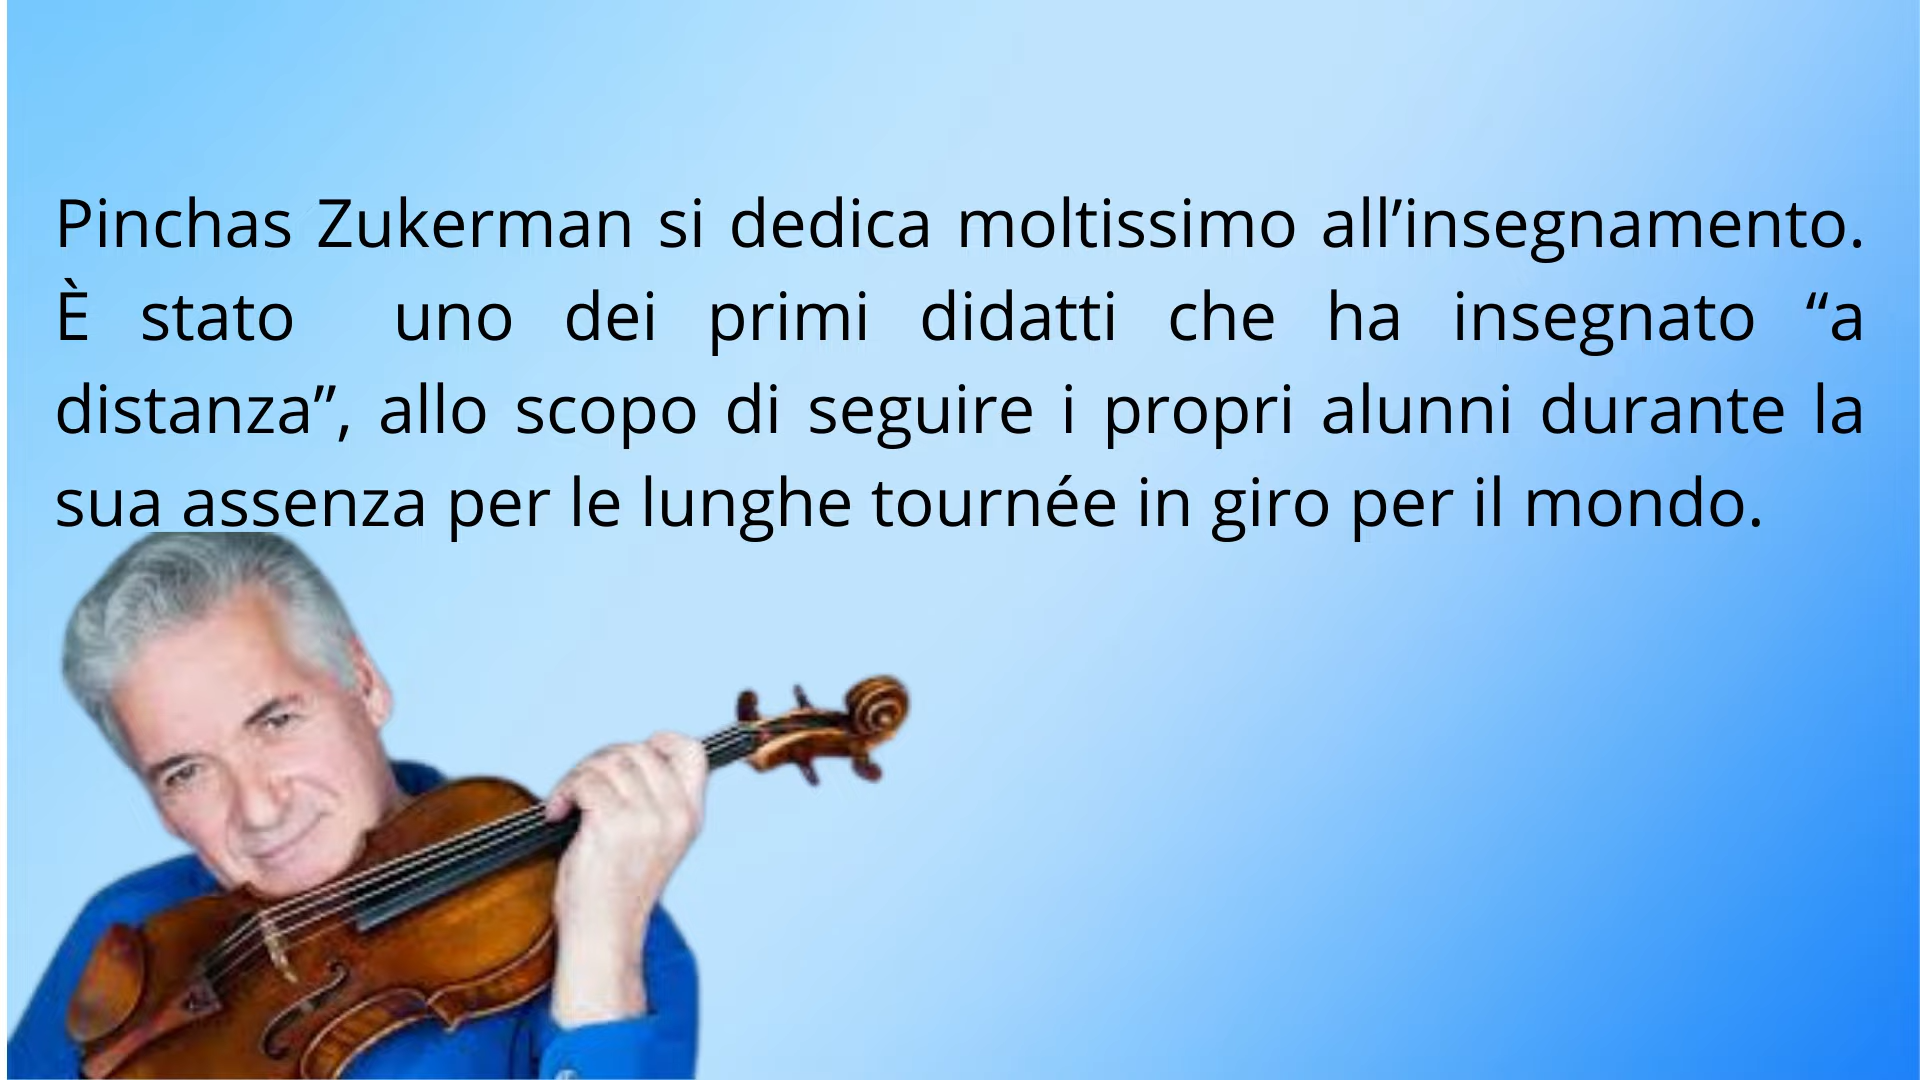 Pinchas Zukerman si dedica moltissimo all’insegnamento.
È stato uno dei primi didatti che ha insegnato “a
distanza”, allo scopo di seguire i propri alunni durante la
sua assenza per le lunghe tournée in giro per il mondo.